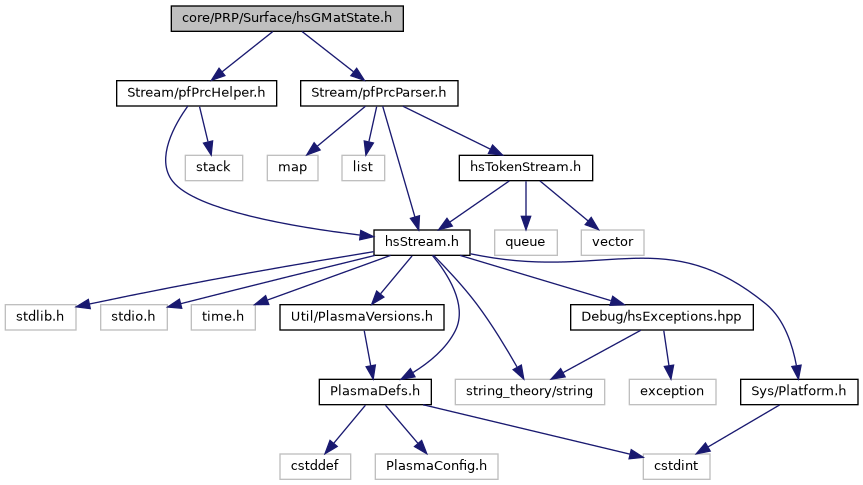 core/PRP/Surface/hsGMatState.h
Stream/pfPrcHelper.h
Stream/pfPrcParser.h
stack
map
list
hsTokenStream.h
hsStream.h
queue
vector
stdlib.h
stdio.h
time.h
Util/PlasmaVersions.h
Debug/hsExceptions.hpp
PlasmaDefs.h
string_theory/string
exception
Sys/Platform.h
cstddef
PlasmaConfig.h
cstdint